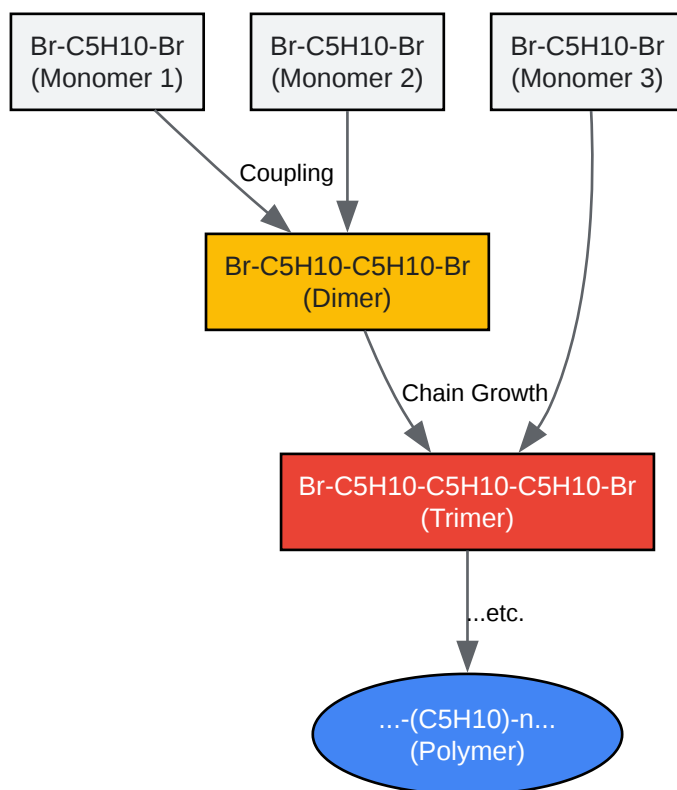 Br-C5H10-Br
(Monomer 1)
Br-C5H10-Br
(Monomer 2)
Br-C5H10-Br
(Monomer 3)
Coupling
Br-C5H10-C5H10-Br
(Dimer)
Chain Growth
Br-C5H10-C5H10-C5H10-Br
(Trimer)
...etc.
...-(C5H10)-n...
(Polymer)